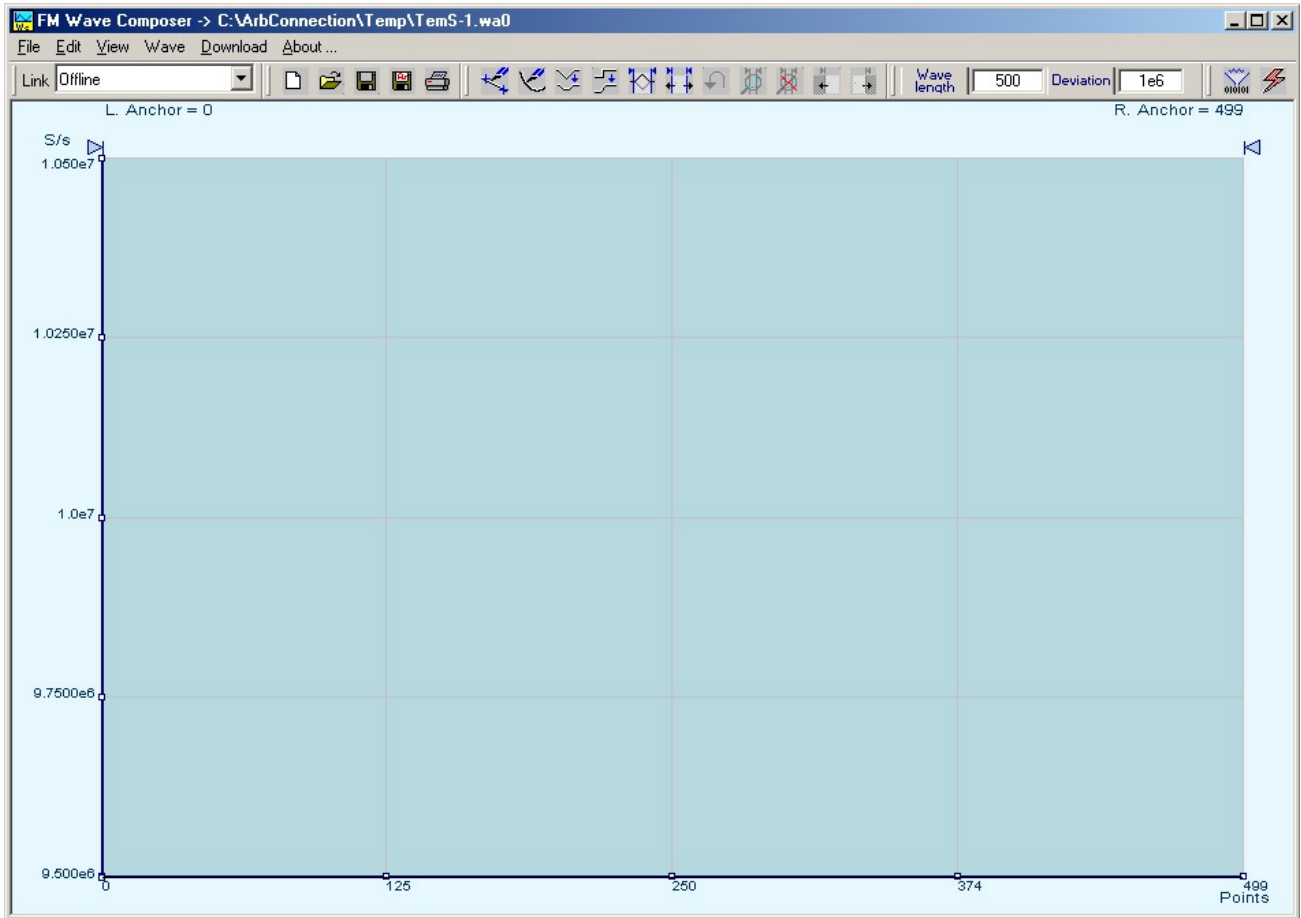 FM Wave Composer -> C:\ArbConnection\Temp\TemS-1.wa0
File Edit View Wave Download About ...
Link Offline Wave length 500 Deviation 1e6
L. Anchor = 0 R. Anchor = 499
S/s
1.050e7
1.0250e7
1.0e7
9.7500e6
9.500e6
0 125 250 374 499
Points